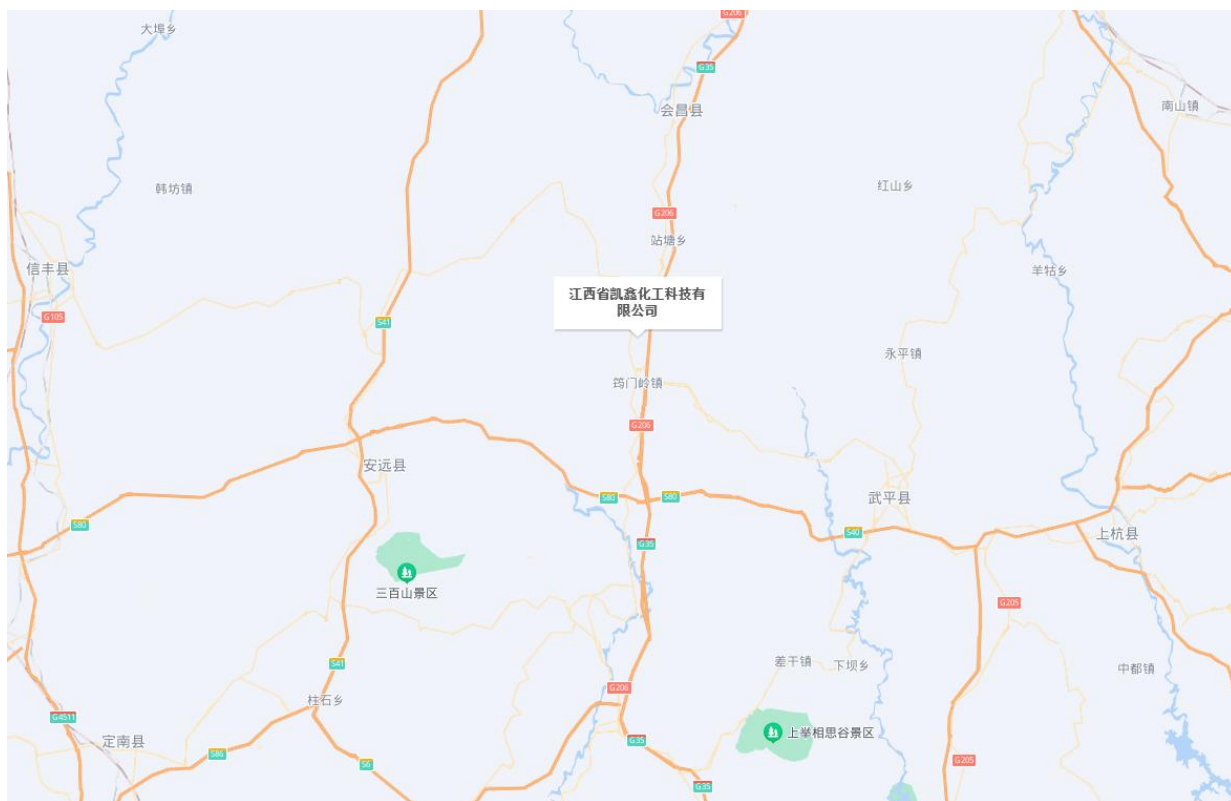 G206
大埠乡
G35
南山镇
会昌县
韩坊镇
红山乡
G206
站塘乡
信丰县
羊牯乡
江西省凯鑫化工科技有
限公司
G105
S41
永平镇
筠门岭镇
G206
安远县
S80
S80
武平县
S80
S40
上杭县
G35
三百山景区
G205
差干镇
下坝乡
S41
中都镇
G206
柱石乡
G4511
上举相思谷景区
定南县
G35
S86
G205
S6
G35